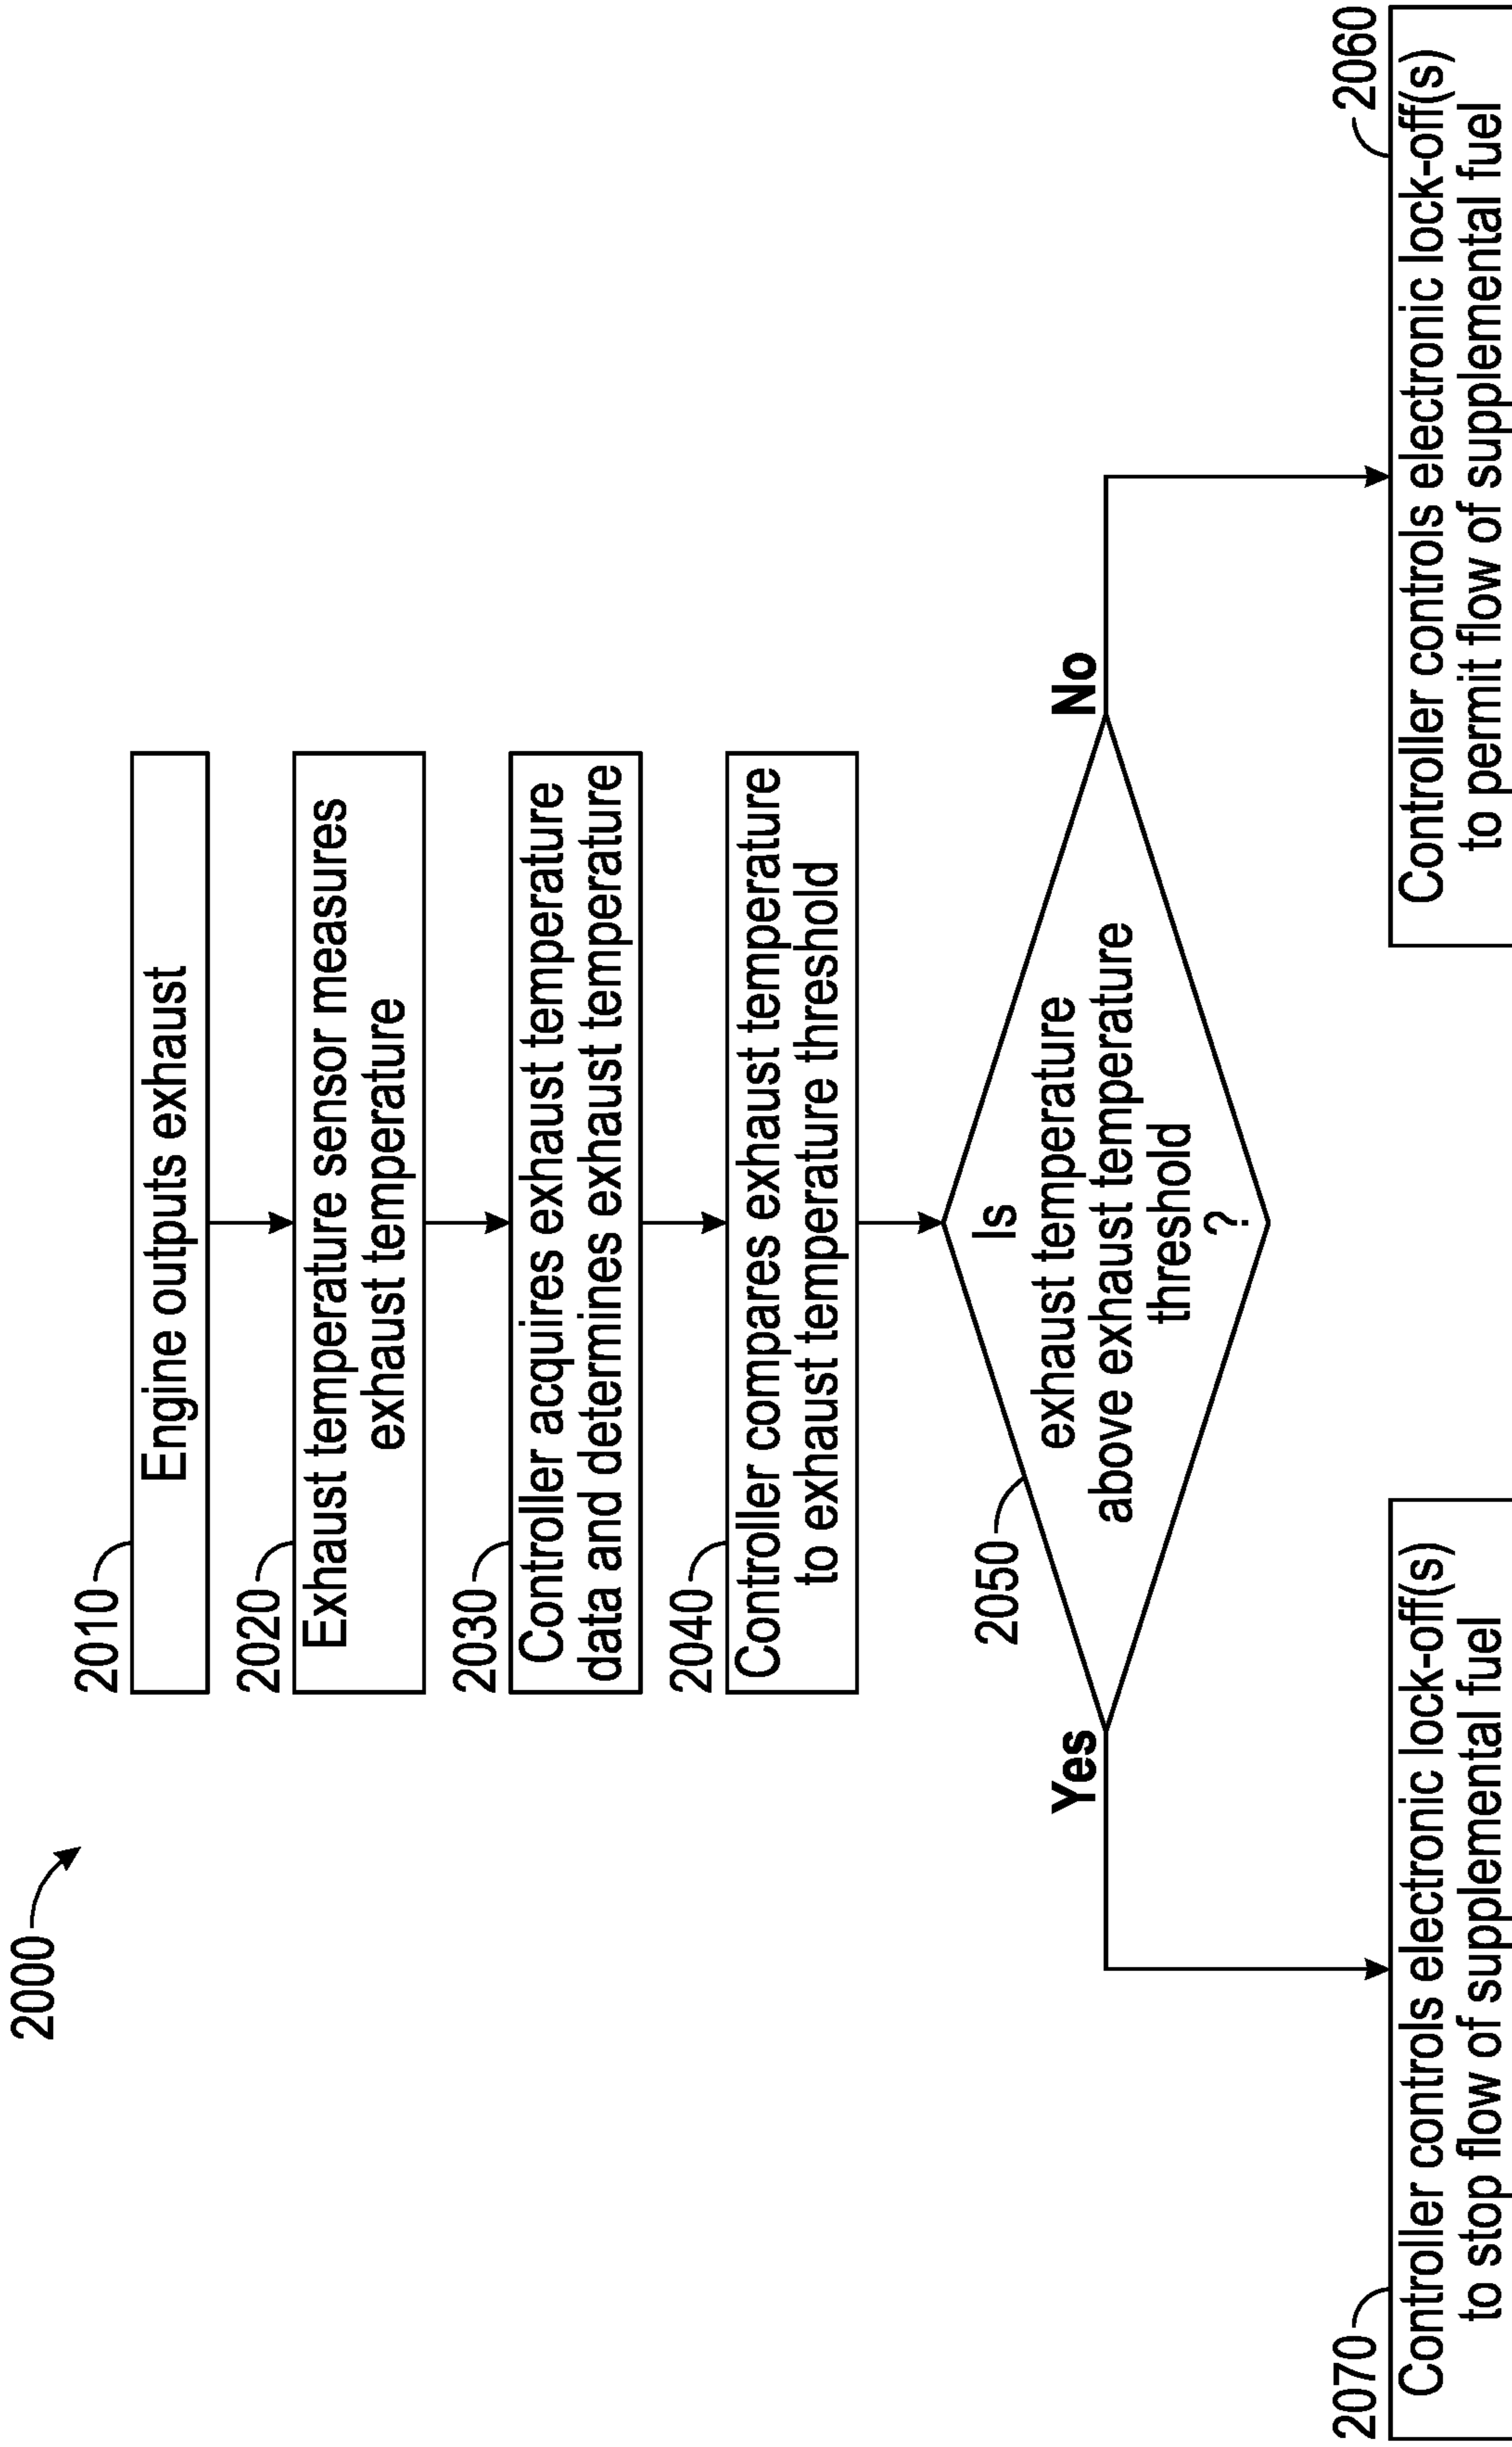 2000
2010
Engine outputs exhaust
2020
Exhaust temperature sensor measures
exhaust temperature
2030
Controller acquires exhaust temperature
data and determines exhaust temperature
2040
Controller compares exhaust temperature
to exhaust temperature threshold
2050
Is
exhaust temperature
above exhaust temperature
threshold
?
Yes
No
2070
Controller controls electronic lock-off(s)
to stop flow of supplemental fuel
2060
Controller controls electronic lock-off(s)
to permit flow of supplemental fuel